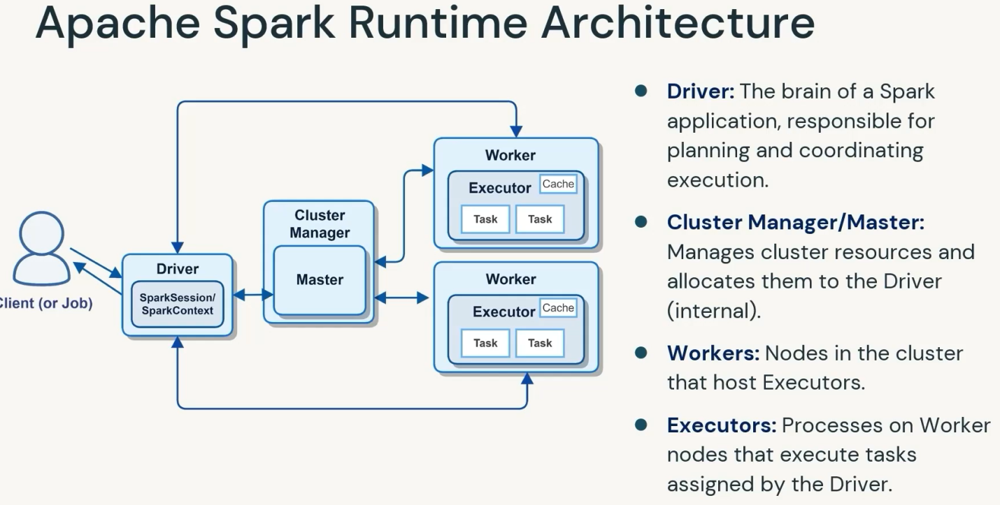 Apache Spark Runtime Architecture
Client (or Job)
Driver
SparkSession/
SparkContext
Cluster
Manager
Master
Worker
Executor
Cache
Task
Task
Worker
Executor
Cache
Task
Task
Driver: The brain of a Spark
application, responsible for
planning and coordinating
execution.
Cluster Manager/Master:
Manages cluster resources and
allocates them to the Driver
(internal).
Workers: Nodes in the cluster
that host Executors.
Executors: Processes on Worker
nodes that execute tasks
assigned by the Driver.